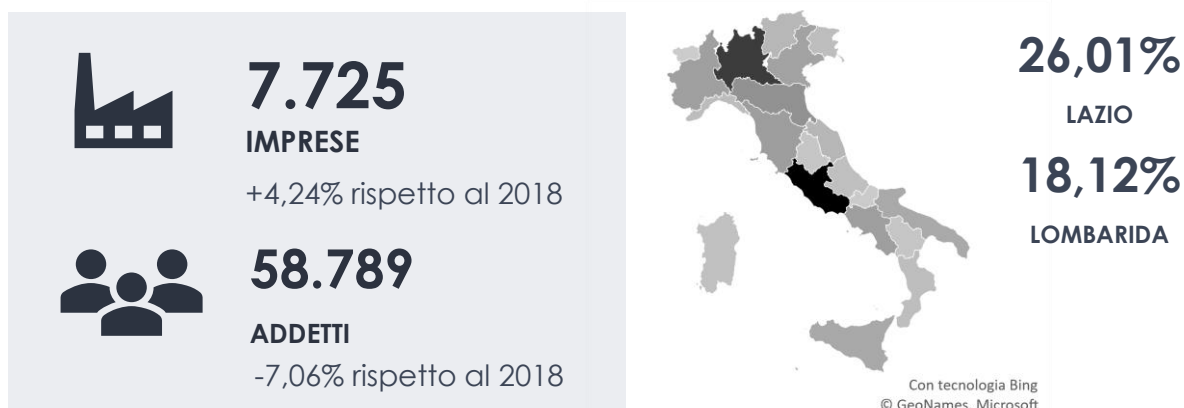 7.725
IMPRESE
+4,24% rispetto al 2018
58.789
ADDETTI
-7,06% rispetto al 2018
26,01%
LAZIO
18,12%
LOMBARIDA
Con tecnologia Bing
© GeoNames, Microsoft